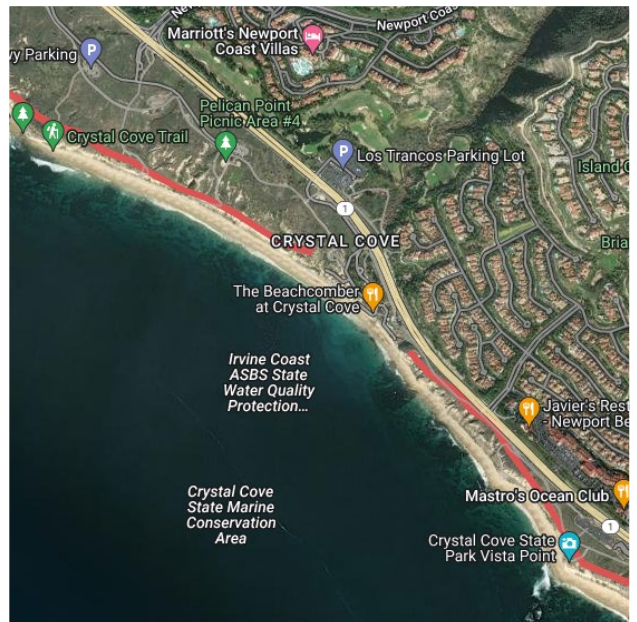 Newport Coast
Marriott's Newport
Coast Villas
Parking
P
Pelican Point
Picnic Area #4
Crystal Cove Trail
P
Los Trancos Parking Lot
Island
1
CRYSTAL COVE
Bria
The Beachcomber
at Crystal Cove
Irvine Coast
ASBS State
Water Quality
Protection...
Javier's Rest
- Newport Be
Crystal Cove
State Marine
Conservation
Area
Mastro's Ocean Club
1
Crystal Cove State
Park Vista Point